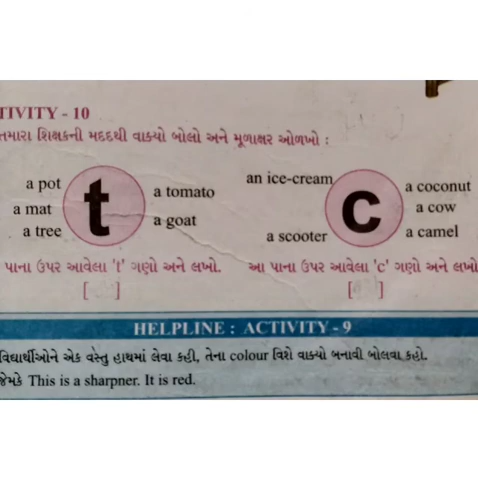 TIVITY - 10
તમારા શિક્ષકની મદદથી વાક્યો બોલો અને મૂળાક્ષર ઓળખો :
a pot
a mat
a tree
t
a tomato
a goat
an ice-cream
a scooter
c
a coconut
a cow
a camel
પાના ઉપર આવેલા 't' ગણો અને લખો.
[ ]
આ પાના ઉપર આવેલા 'c' ગણો અને લખો
[ ]
HELPLINE : ACTIVITY - 9
વિદ્યાર્થીઓને એક વસ્તુ હાથમાં લેવા કહી, તેના colour વિશે વાક્યો બનાવી બોલવા કહો.
જેમકે This is a sharpner. It is red.